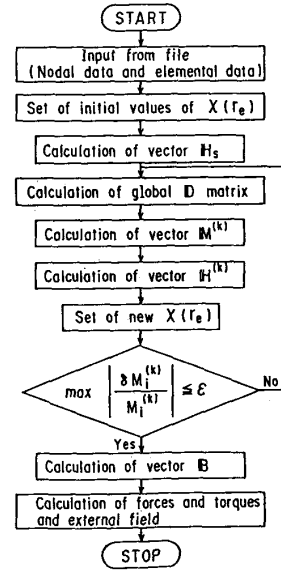 START
Input from file
(Nodal data and elemental data)
Set of initial values of χ(re)
Calculation of vector ℍs
Calculation of global 𝔻 matrix
Calculation of vector 𝕄(k)
Calculation of vector ℍ(k)
Set of new χ(re)
max | δMi(k) / Mi(k) | ≦ ε
No
Yes
Calculation of vector 𝔹
Calculation of forces and torques
and external field
STOP